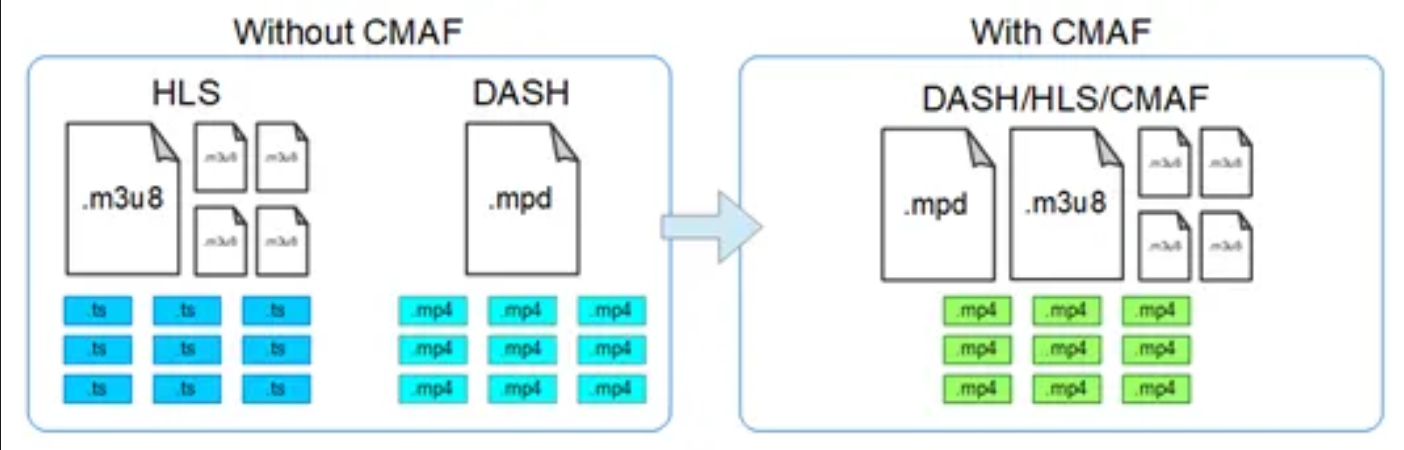 Without CMAF
HLS
DASH
.m3u8
.m3u8
.m3u8
.m3u8
.m3u8
.mpd
.ts
.ts
.ts
.ts
.ts
.ts
.ts
.ts
.ts
.mp4
.mp4
.mp4
.mp4
.mp4
.mp4
.mp4
.mp4
.mp4
With CMAF
DASH/HLS/CMAF
.mpd
.m3u8
.m3u8
.m3u8
.m3u8
.m3u8
.mp4
.mp4
.mp4
.mp4
.mp4
.mp4
.mp4
.mp4
.mp4